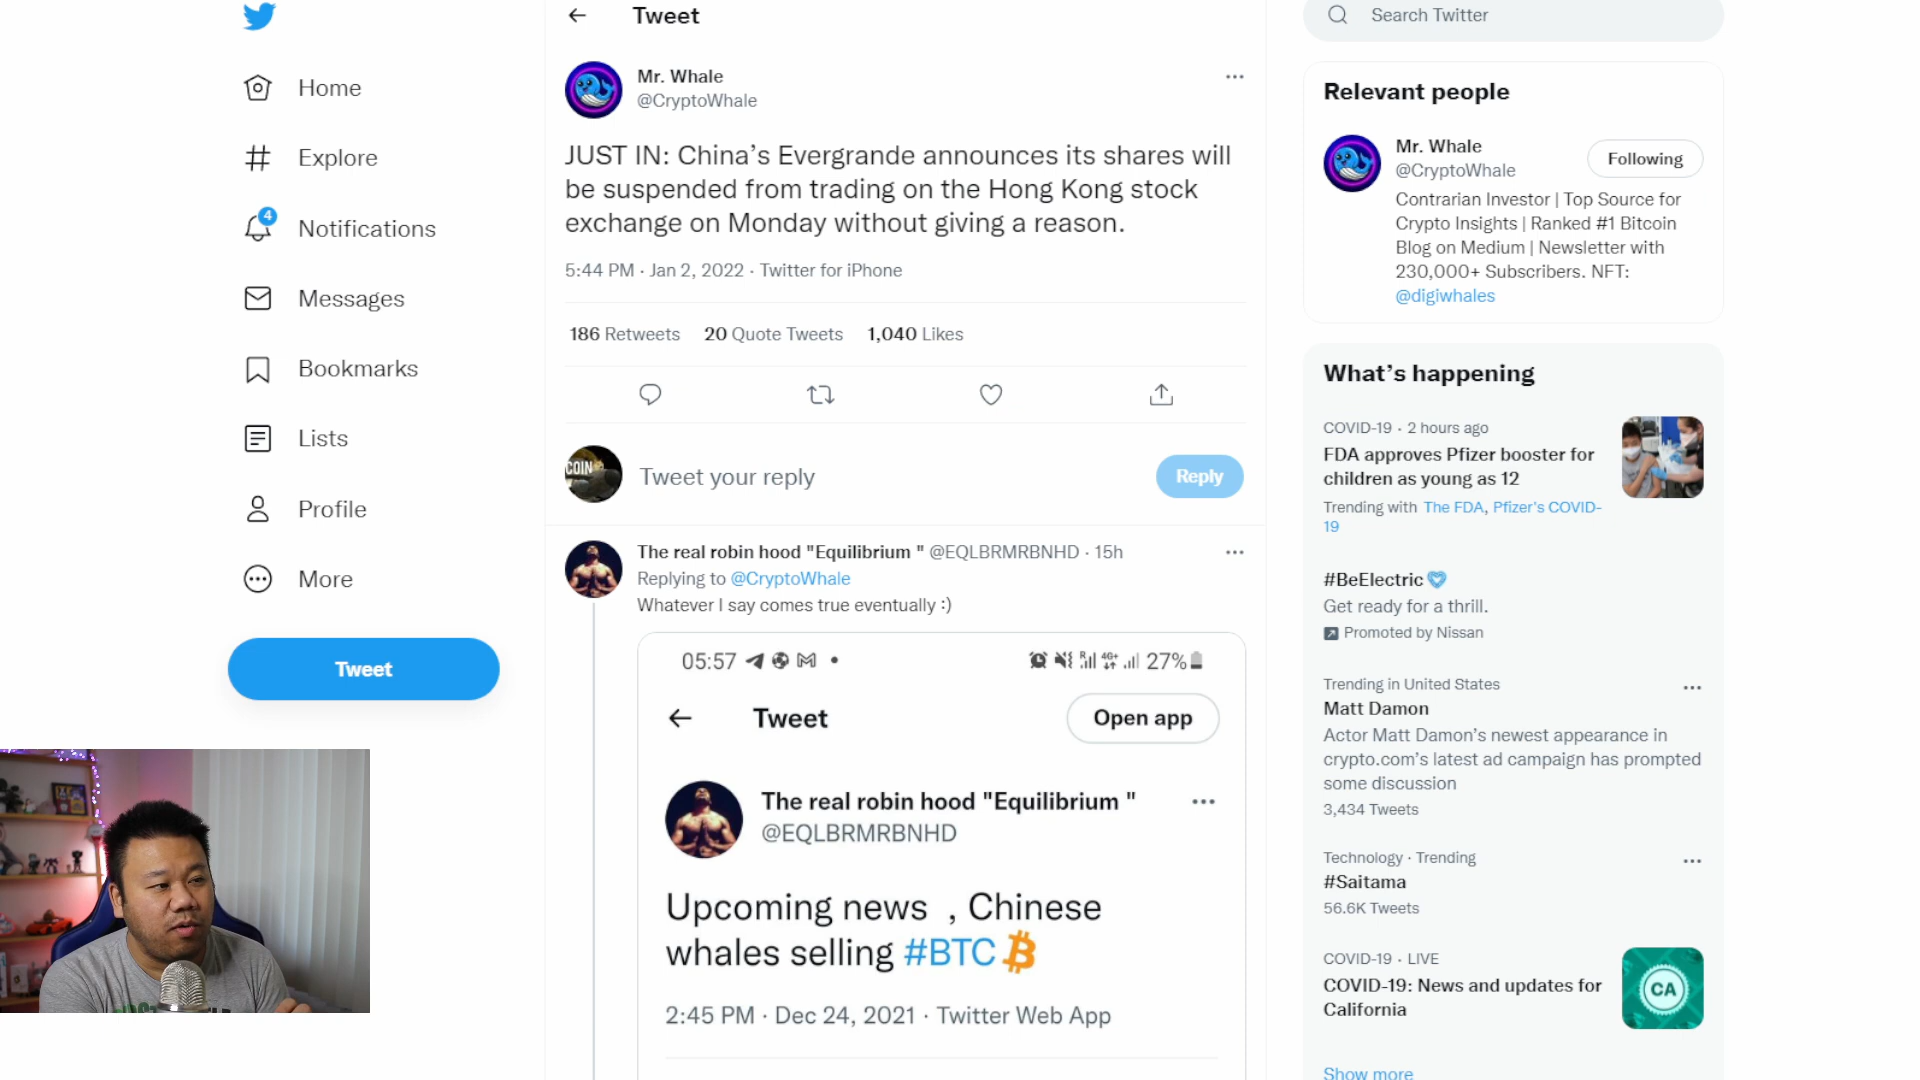 Home
Explore
4
Notifications
Messages
Bookmarks
Lists
Profile
More
Tweet
Tweet
Mr. Whale
@CryptoWhale
JUST IN: China’s Evergrande announces its shares will
be suspended from trading on the Hong Kong stock
exchange on Monday without giving a reason.
5:44 PM · Jan 2, 2022 · Twitter for iPhone
186 Retweets 20 Quote Tweets 1,040 Likes
COIN
Tweet your reply
Reply
The real robin hood "Equilibrium " @EQLBRMRBNHD · 15h
Replying to @CryptoWhale
Whatever I say comes true eventually :)
05:57
4G+ 27%
Tweet
Open app
The real robin hood "Equilibrium "
@EQLBRMRBNHD
Upcoming news , Chinese
whales selling #BTC
2:45 PM · Dec 24, 2021 · Twitter Web App
Search Twitter
Relevant people
Mr. Whale
@CryptoWhale
Following
Contrarian Investor | Top Source for
Crypto Insights | Ranked #1 Bitcoin
Blog on Medium | Newsletter with
230,000+ Subscribers. NFT:
@digiwhales
What’s happening
COVID-19 · 2 hours ago
FDA approves Pfizer booster for
children as young as 12
Trending with The FDA, Pfizer's COVID-
19
#BeElectric
Get ready for a thrill.
Promoted by Nissan
Trending in United States
Matt Damon
Actor Matt Damon’s newest appearance in
crypto.com’s latest ad campaign has prompted
some discussion
3,434 Tweets
Technology · Trending
#Saitama
56.6K Tweets
COVID-19 · LIVE
COVID-19: News and updates for
California
CA
Show more